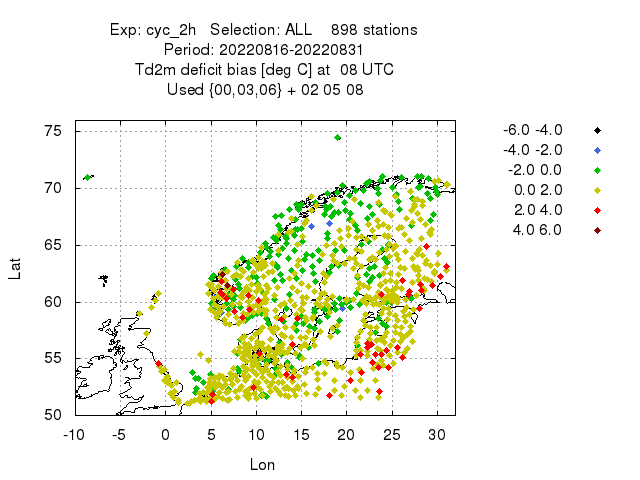 Exp: cyc_2h   Selection: ALL    898 stations
Period: 20220816-20220831
Td2m deficit bias [deg C] at  08 UTC
Used {00,03,06} + 02 05 08
-6.0 -4.0
-4.0 -2.0
-2.0 0.0
0.0 2.0
2.0 4.0
4.0 6.0
Lat
75
70
65
60
55
50
-10 -5 0 5 10 15 20 25 30
Lon